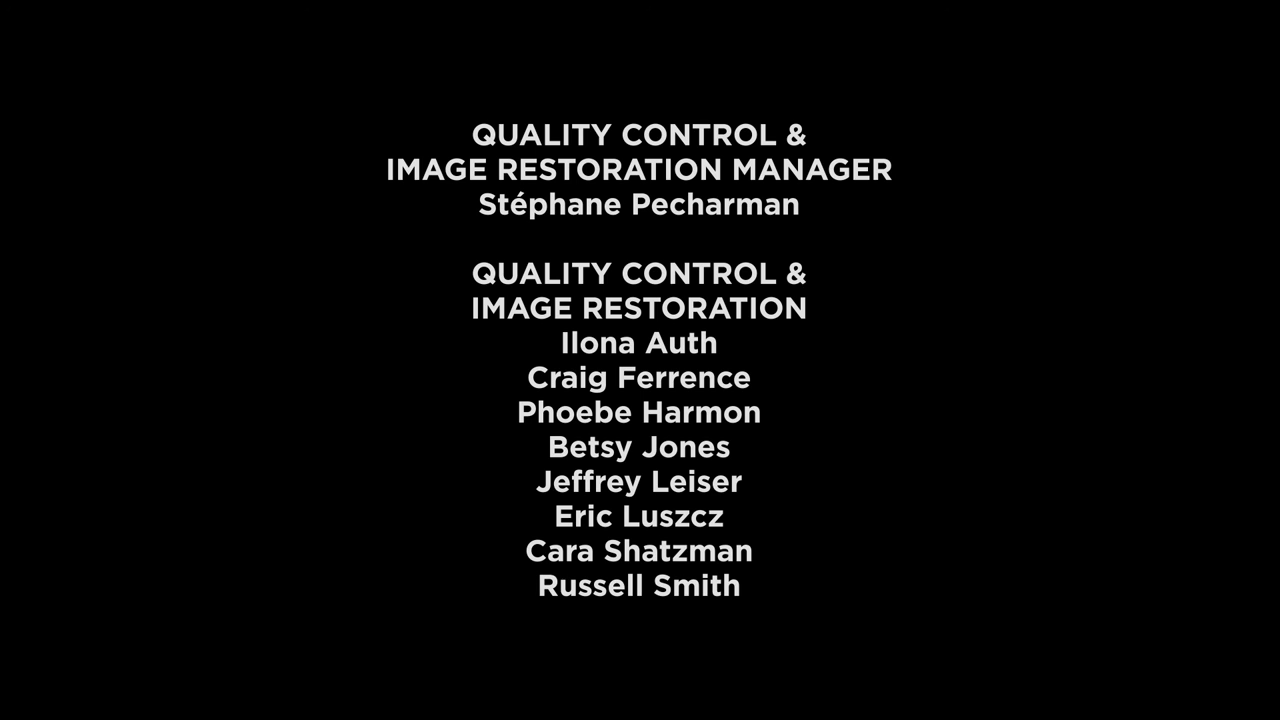 QUALITY CONTROL &
IMAGE RESTORATION MANAGER
Stéphane Pecharman
QUALITY CONTROL &
IMAGE RESTORATION
Ilona Auth
Craig Ferrence
Phoebe Harmon
Betsy Jones
Jeffrey Leiser
Eric Luszcz
Cara Shatzman
Russell Smith